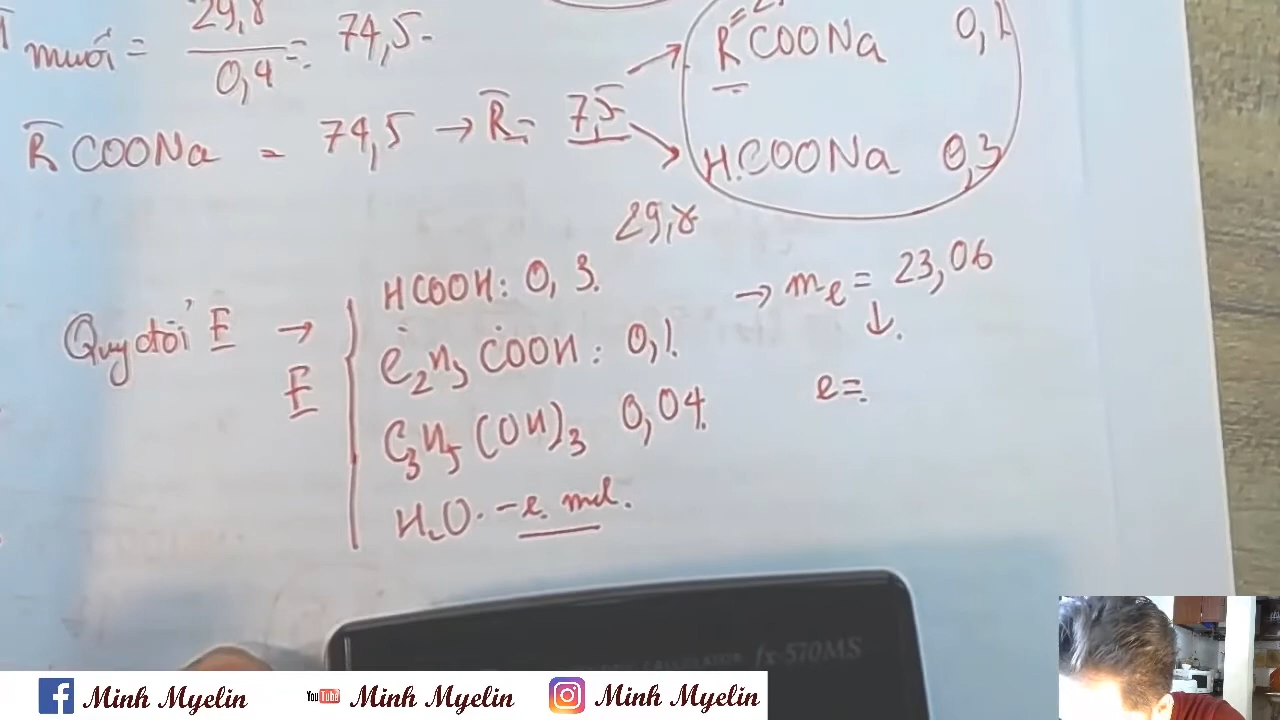 29,8
muối = 0,4 = 74,5
R̄COONa = 74,5 → R̄ = 7,5
RCOONa 0,1
HCOONa 0,3
29,8
Quy đổi E →
E
HCOOH: 0,3.
C2H3COOH: 0,1.
C3H5(OH)3 0,04.
H2O. -e. mol.
→ mE = 23,06
↓.
e=.
fx-570MS
Minh Myelin
YouTube Minh Myelin
Minh Myelin